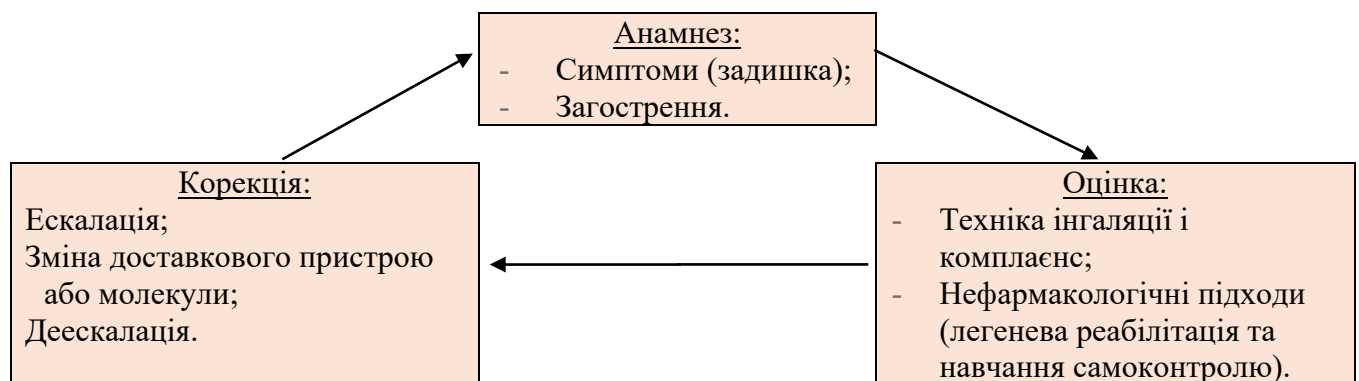 Анамнез:
- Симптоми (задишка);
- Загострення.
Корекція:
Ескалація;
Зміна доставкового пристрою
або молекули;
Деескалація.
Оцінка:
- Техніка інгаляції і
комплаєнс;
- Нефармакологічні підходи
(легенева реабілітація та
навчання самоконтролю).